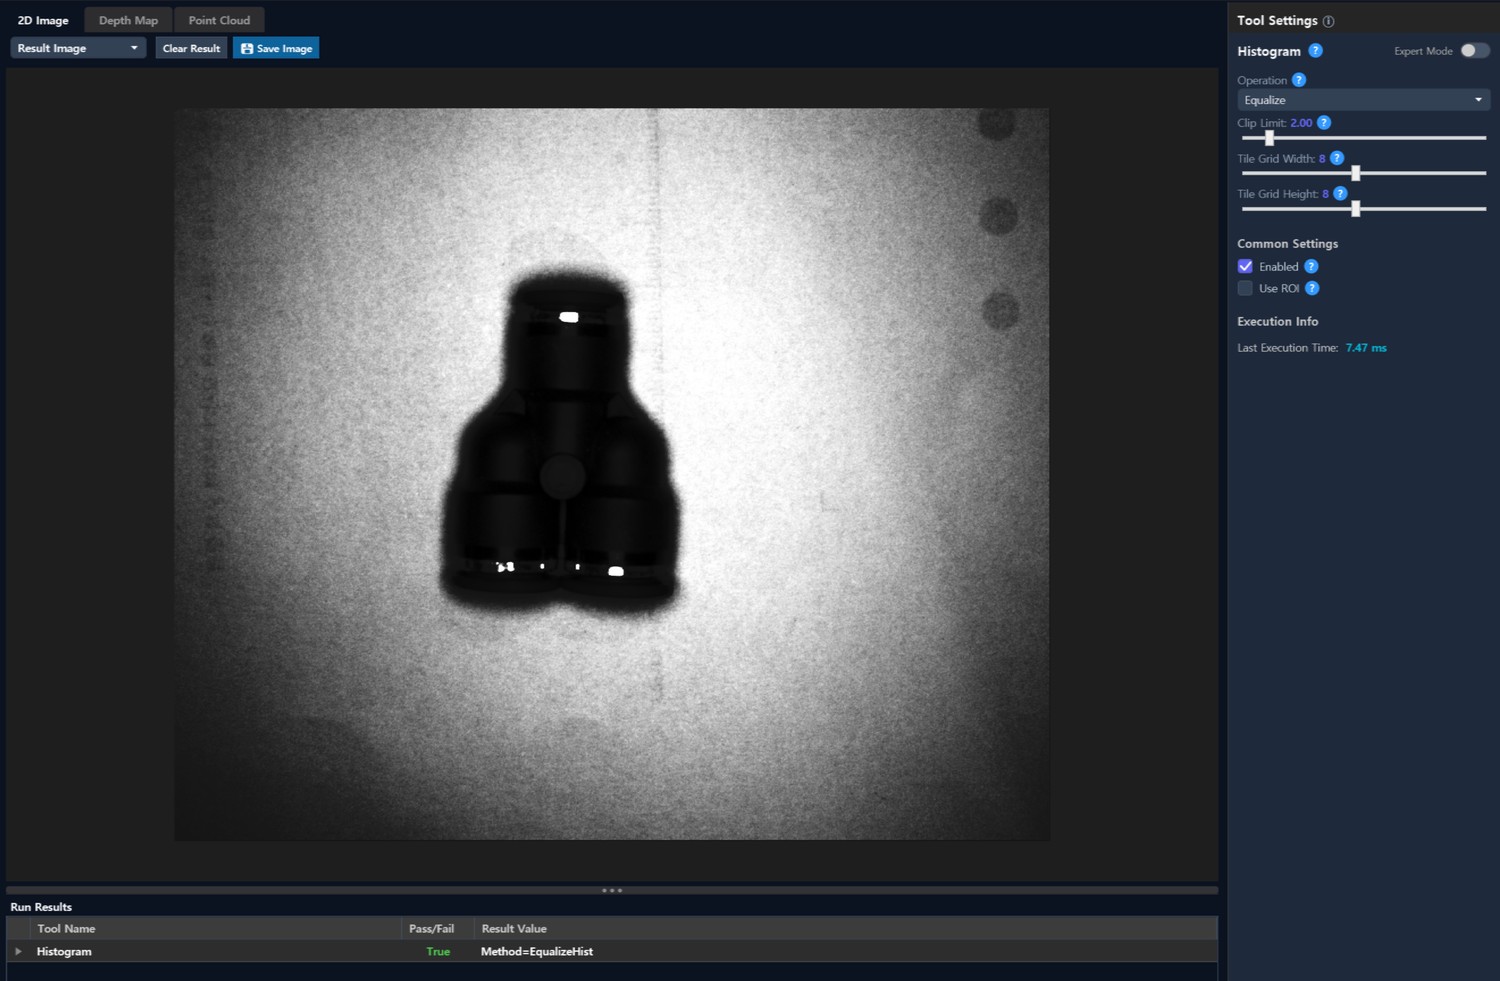 2D Image
Depth Map
Point Cloud
Result Image
Clear Result
Save Image
Tool Settings
Histogram ?
Expert Mode
Operation ?
Equalize
Clip Limit: 2.00 ?
Tile Grid Width: 8 ?
Tile Grid Height: 8 ?
Common Settings
Enabled ?
Use ROI ?
Execution Info
Last Execution Time: 7.47 ms
Run Results
Tool Name Pass/Fail Result Value
Histogram True Method=EqualizeHist